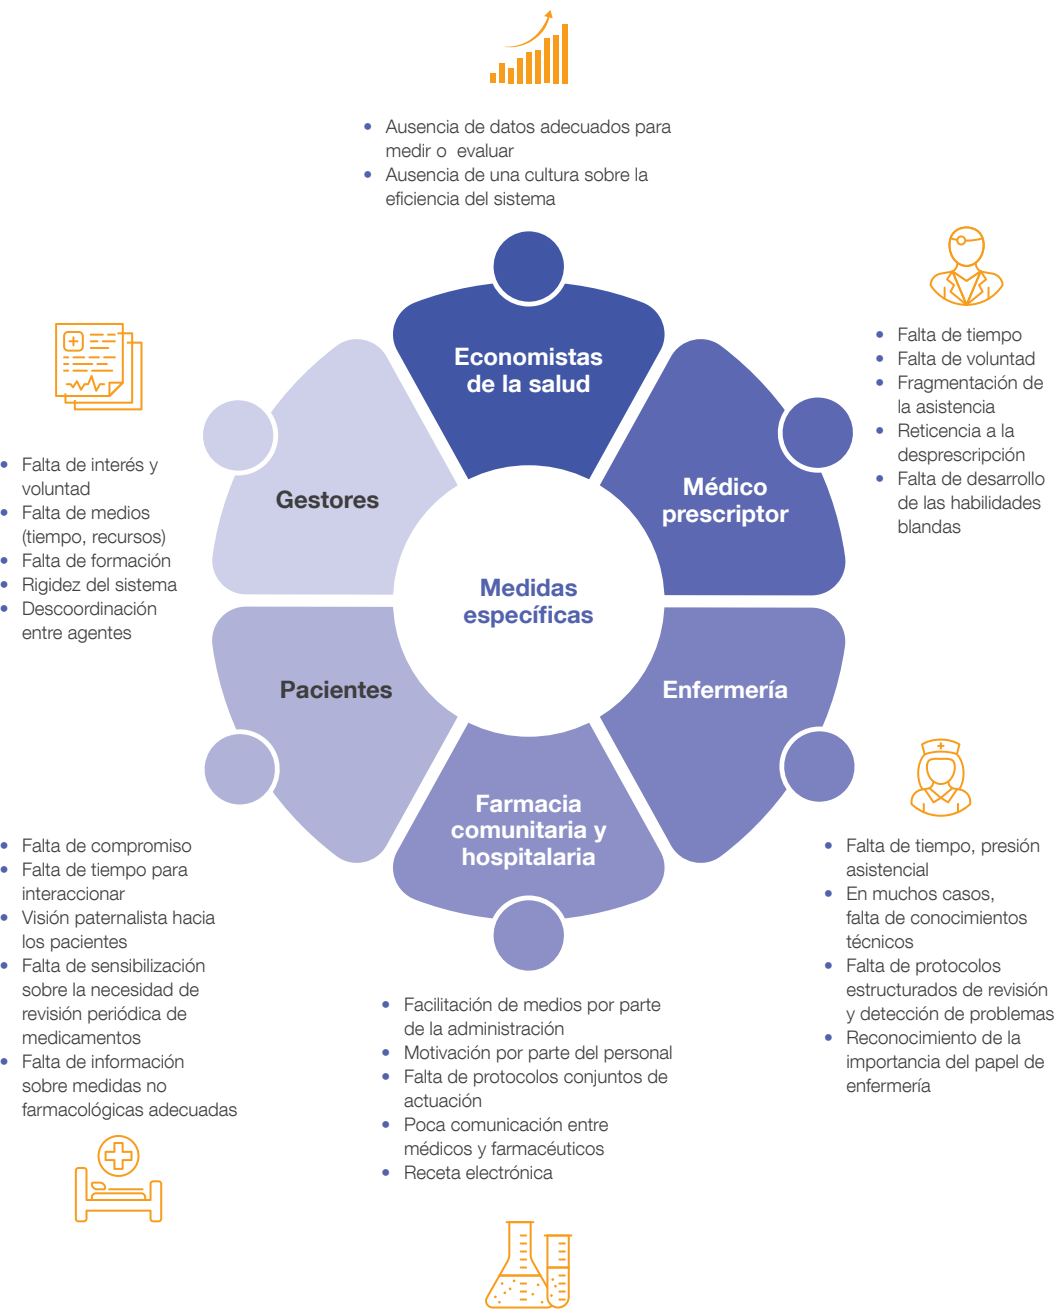 Ausencia de datos adecuados para
medir o evaluar
Ausencia de una cultura sobre la
eficiencia del sistema
Economistas
de la salud
Falta de tiempo
Falta de voluntad
Fragmentación de
la asistencia
Reticencia a la
desprescripción
Falta de desarrollo
de las habilidades
blandas
Médico
prescriptor
Gestores
Falta de interés y
voluntad
Falta de medios
(tiempo, recursos)
Falta de formación
Rigidez del sistema
Descoordinación
entre agentes
Medidas
específicas
Pacientes
Enfermería
Farmacia
comunitaria y
hospitalaria
Falta de compromiso
Falta de tiempo para
interaccionar
Visión paternalista hacia
los pacientes
Falta de sensibilización
sobre la necesidad de
revisión periódica de
medicamentos
Falta de información
sobre medidas no
farmacológicas adecuadas
Falta de tiempo, presión
asistencial
En muchos casos,
falta de conocimientos
técnicos
Falta de protocolos
estructurados de revisión
y detección de problemas
Reconocimiento de la
importancia del papel de
enfermería
Facilitación de medios por parte
de la administración
Motivación por parte del personal
Falta de protocolos conjuntos de
actuación
Poca comunicación entre
médicos y farmacéuticos
Receta electrónica